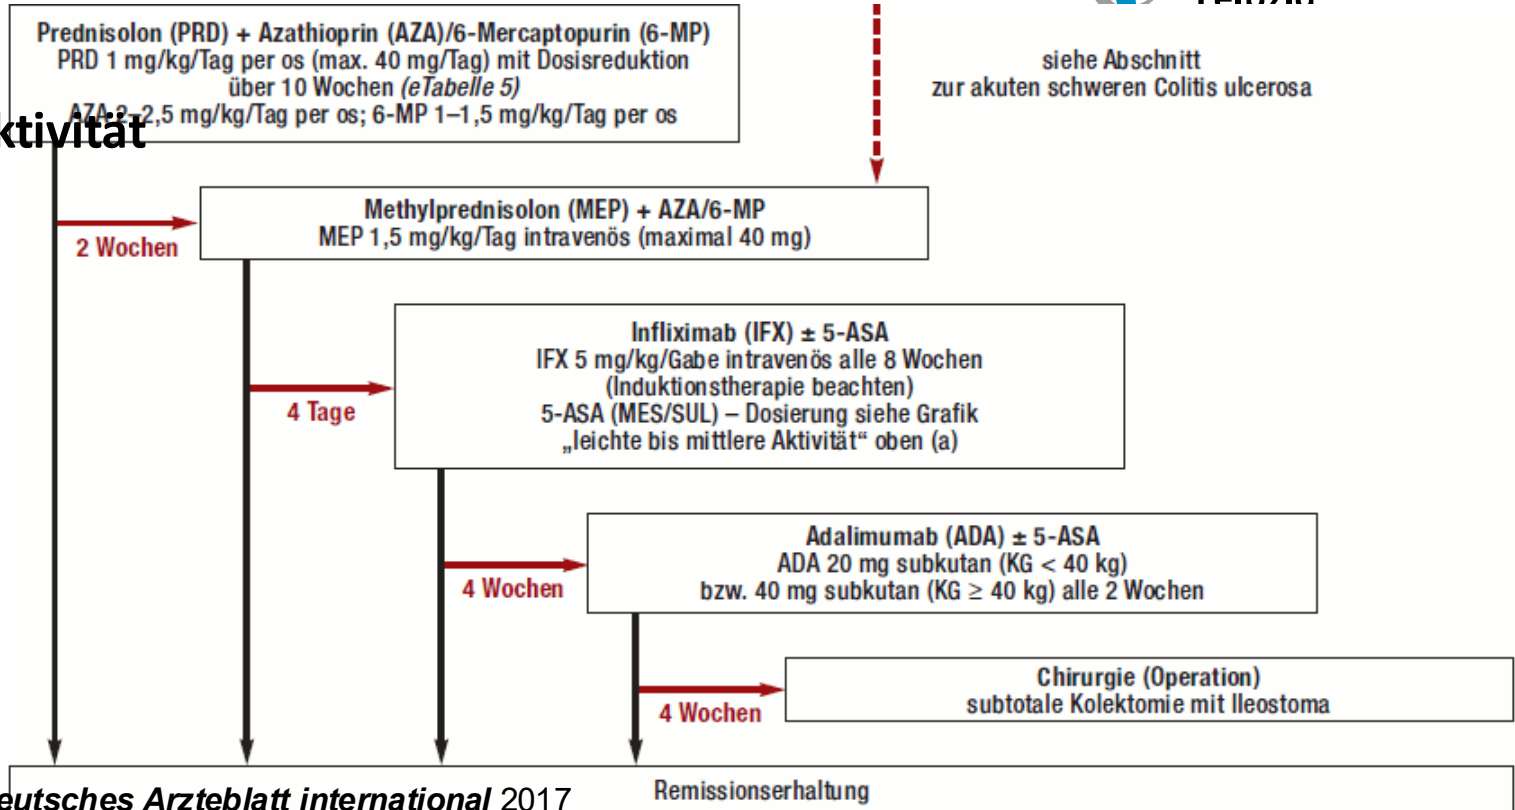 Leipzig
Prednisolon (PRD) + Azathioprin (AZA)/6-Mercaptopurin (6-MP)
PRD 1 mg/kg/Tag per os (max. 40 mg/Tag) mit Dosisreduktion
über 10 Wochen (eTabelle 5)
AZA 2–2,5 mg/kg/Tag per os; 6-MP 1–1,5 mg/kg/Tag per os
siehe Abschnitt
zur akuten schweren Colitis ulcerosa
ktivität
2 Wochen
Methylprednisolon (MEP) + AZA/6-MP
MEP 1,5 mg/kg/Tag intravenös (maximal 40 mg)
4 Tage
Infliximab (IFX) ± 5-ASA
IFX 5 mg/kg/Gabe intravenös alle 8 Wochen
(Induktionstherapie beachten)
5-ASA (MES/SUL) – Dosierung siehe Grafik
„leichte bis mittlere Aktivität“ oben (a)
4 Wochen
Adalimumab (ADA) ± 5-ASA
ADA 20 mg subkutan (KG < 40 kg)
bzw. 40 mg subkutan (KG ≥ 40 kg) alle 2 Wochen
4 Wochen
Chirurgie (Operation)
subtotale Kolektomie mit Ileostoma
Remissionserhaltung
eutsches Arzteblatt international 2017